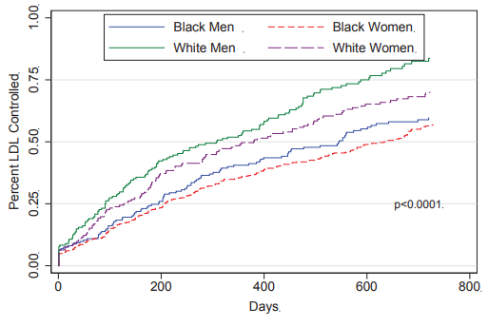 Black Men Black Women
White Men White Women
Percent LDL Controlled
1.00
0.75
0.50
0.25
0.00
p<0.0001
0 200 400 600 800
Days